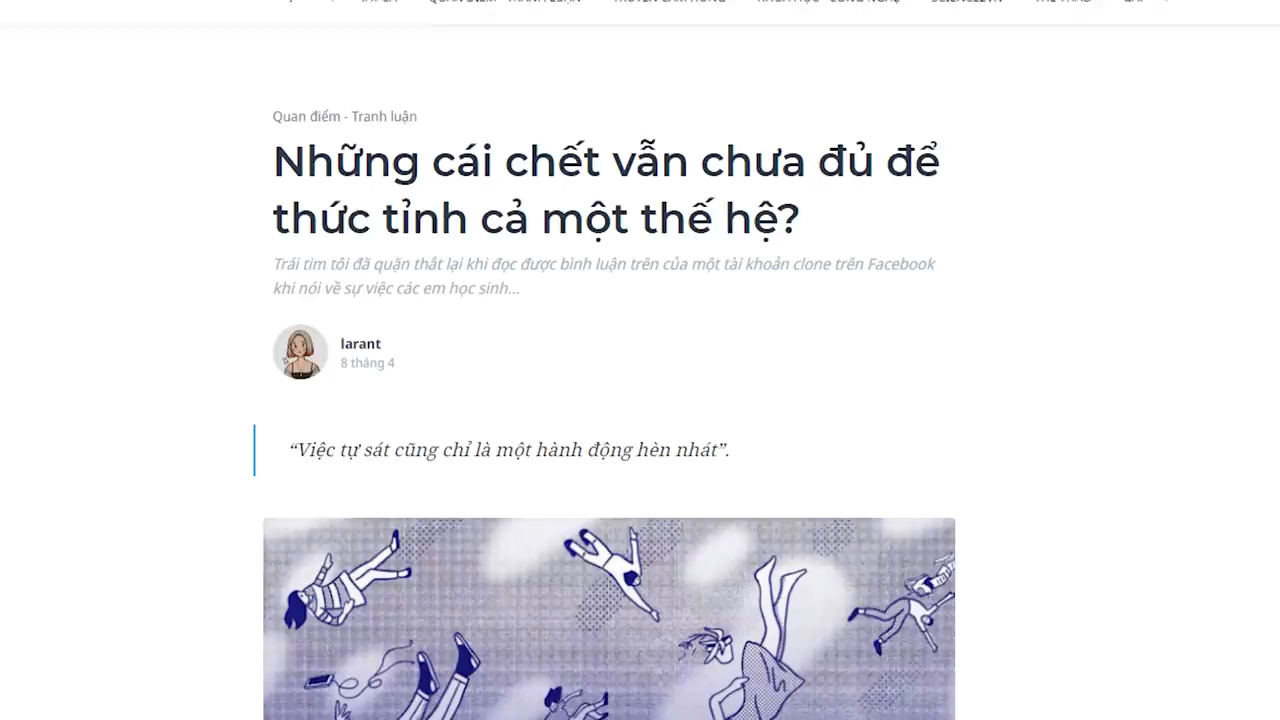 Quan điểm - Tranh luận
Những cái chết vẫn chưa đủ để
thức tỉnh cả một thế hệ?
Trái tim tôi đã quặn thắt lại khi đọc được bình luận trên của một tài khoản clone trên Facebook
khi nói về sự việc các em học sinh...
larant
8 tháng 4
“Việc tự sát cũng chỉ là một hành động hèn nhát”.